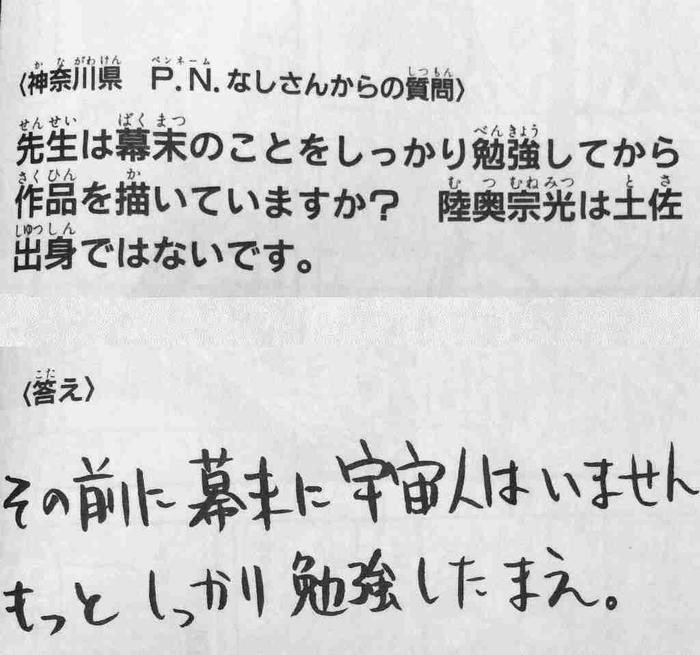 〈神奈川県 P.N.なしさんからの質問〉
先生は幕末のことをしっかり勉強してから
作品を描いていますか? 陸奥宗光は土佐
出身ではないです。
〈答え〉
その前に幕末に宇宙人はいません
もっとしっかり勉強したまえ。